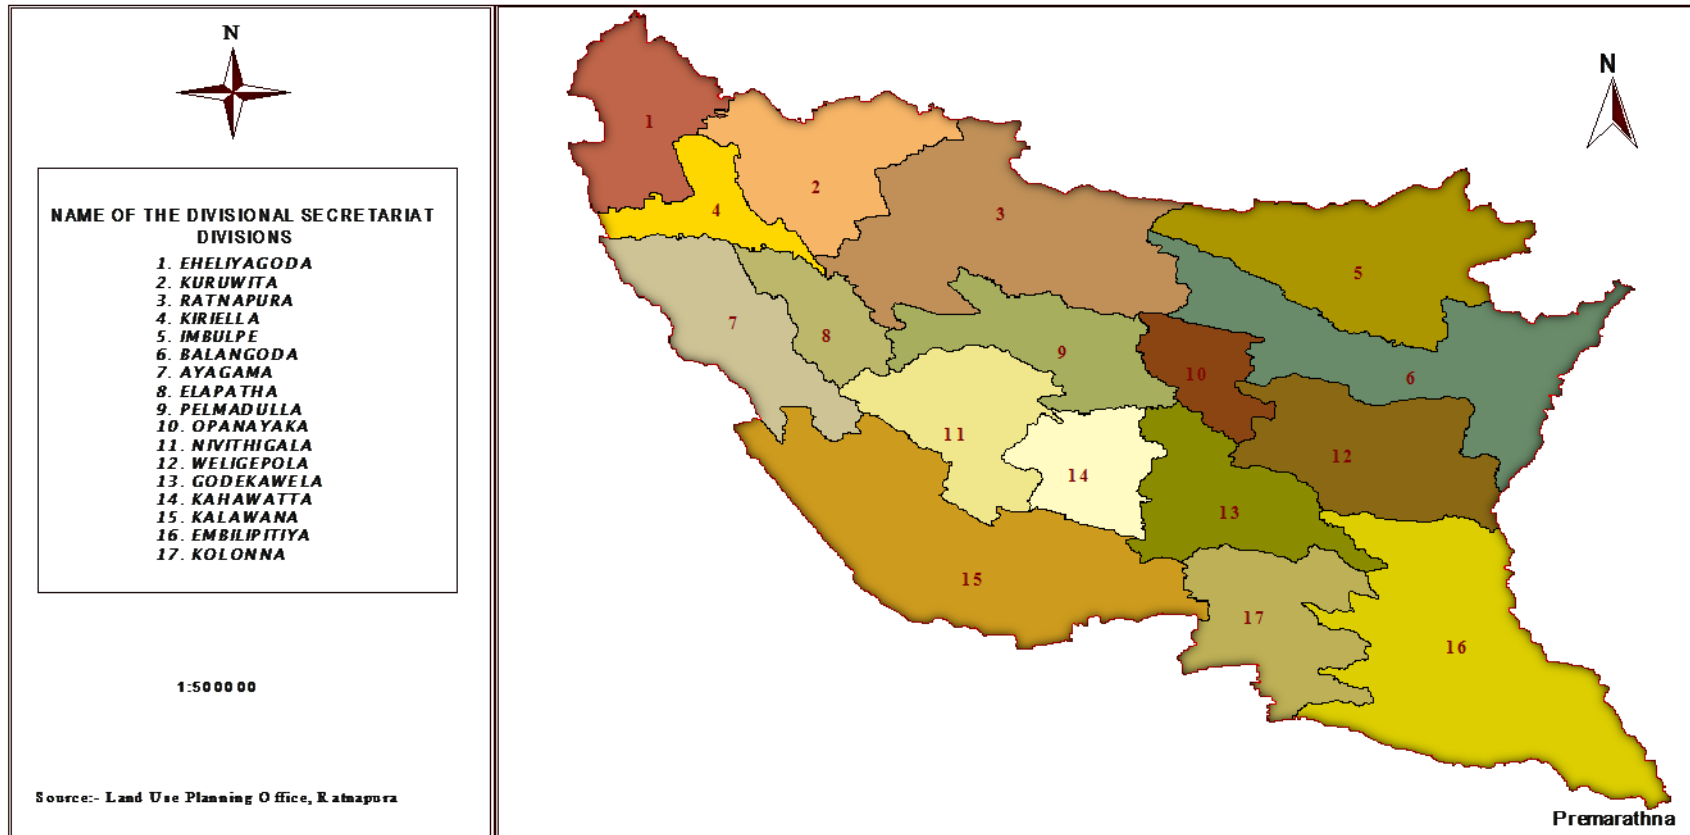 N
NAME OF THE DIVISIONAL SECRETARIAT
DIVISIONS
1. EHELIYAGODA
2. KURUWITA
3. RATNAPURA
4. KIRIELLA
5. IMBULPE
6. BALANGODA
7. AYAGAMA
8. ELAPATHA
9. PELMADULLA
10. OPANAYAKA
11. NIVITHIGALA
12. WELIGEPOLA
13. GODEKAWELA
14. KAHAWATTA
15. KALAWANA
16. EMBILIPITIYA
17. KOLONNA
1:500000
Source:- Land Use Planning Office, Ratnapura
N
1
2
3
4
5
6
7
8
9
10
11
12
13
14
15
16
17
Premarathna